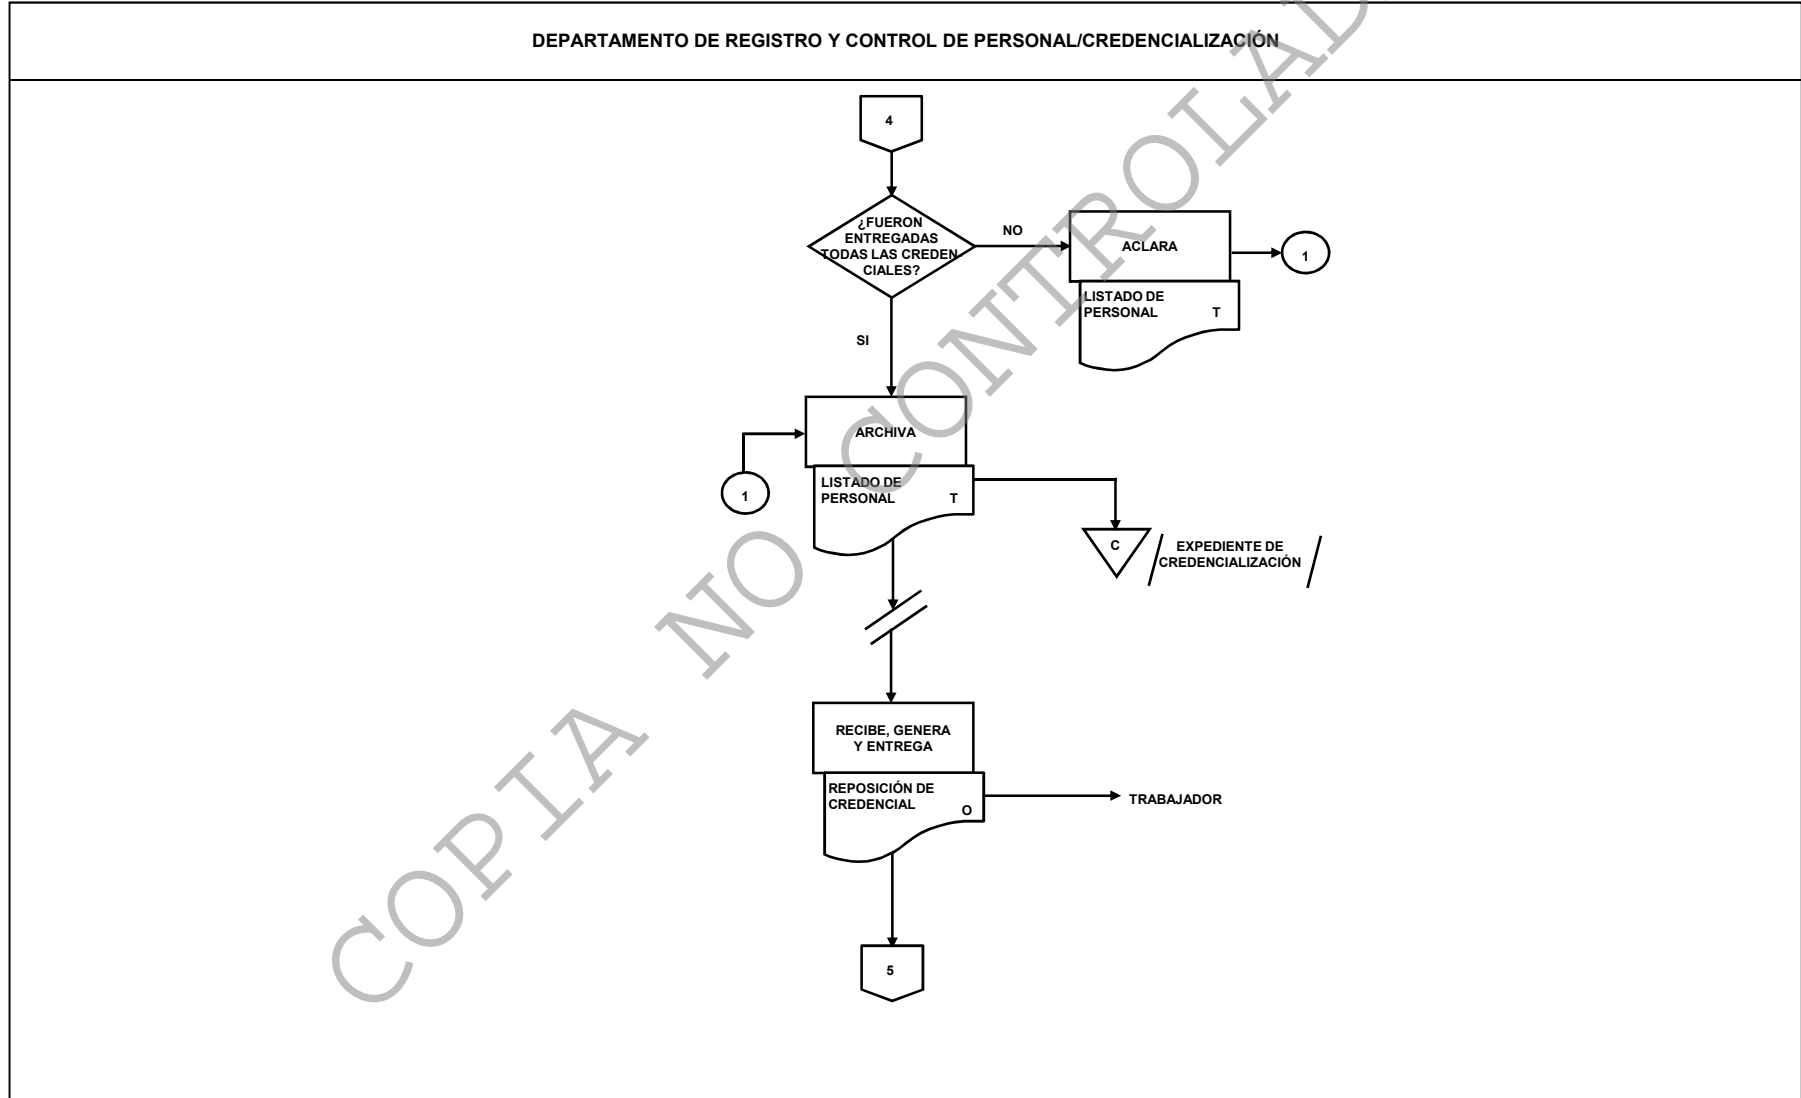 DEPARTAMENTO DE REGISTRO Y CONTROL DE PERSONAL/CREDENCIALIZACIÓN
4
¿FUERON
ENTREGADAS
TODAS LAS CREDEN
CIALES?
NO
ACLARA
1
LISTADO DE
PERSONAL T
SI
ARCHIVA
1
LISTADO DE
PERSONAL T
C
EXPEDIENTE DE
CREDENCIALIZACIÓN
RECIBE, GENERA
Y ENTREGA
REPOSICIÓN DE
CREDENCIAL O
TRABAJADOR
5
COPIA NO CONTROLAD